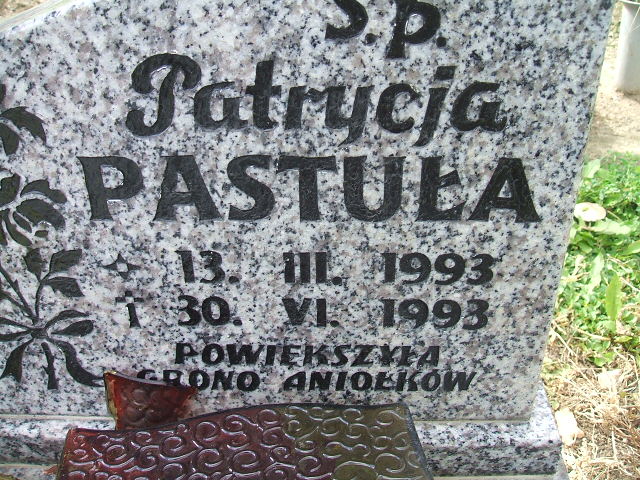 Ś.p.
Patrycja
PASTUŁA
13. III. 1993
30. VI. 1993
POWIĘKSZYŁA
GRONO ANIOŁKÓW